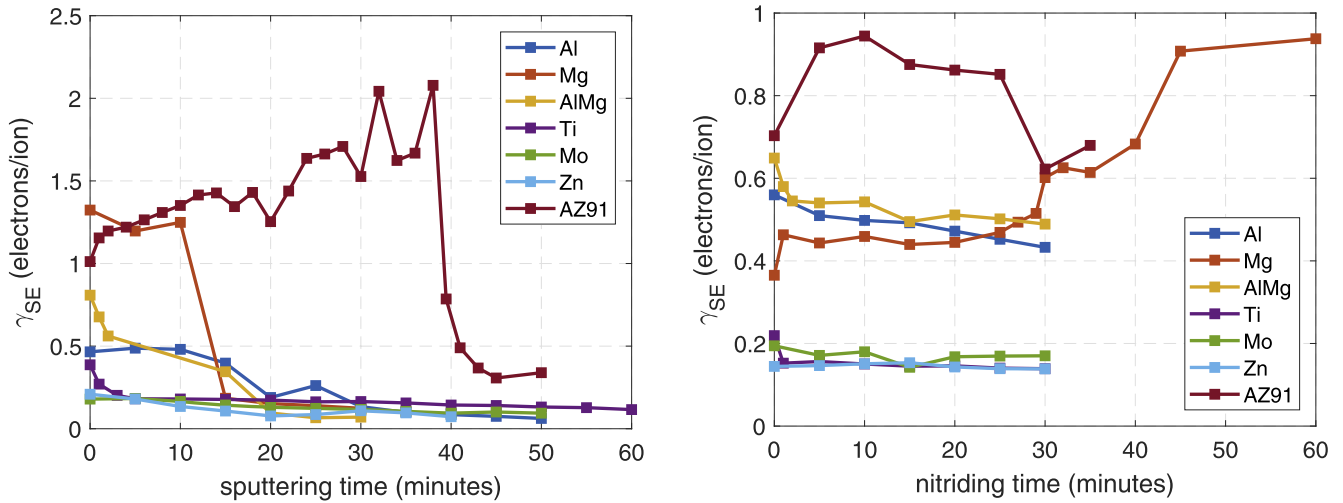 2.5
2
1.5
1
0.5
0
0
10
20
30
40
50
60
γSE (electrons/ion)
sputtering time (minutes)
Al
Mg
AlMg
Ti
Mo
Zn
AZ91
1
0.8
0.6
0.4
0.2
0
0
10
20
30
40
50
60
γSE (electrons/ion)
nitriding time (minutes)
Al
Mg
AlMg
Ti
Mo
Zn
AZ91